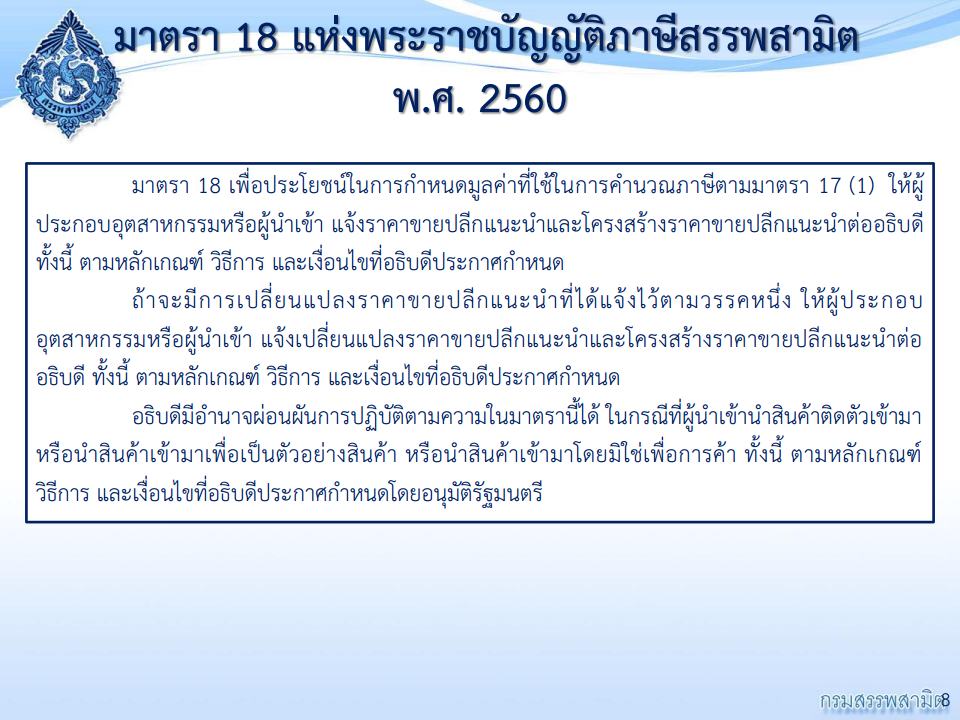 มาตรา 18 แห่งพระราชบัญญัติภาษีสรรพสามิต
พ.ศ. 2560
สรรพสามิตต์
มาตรา 18 เพื่อประโยชน์ในการกำหนดมูลค่าที่ใช้ในการคำนวณภาษีตามมาตรา 17 (1) ให้ผู้
ประกอบอุตสาหกรรมหรือผู้นำเข้า แจ้งราคาขายปลีกแนะนำและโครงสร้างราคาขายปลีกแนะนำต่ออธิบดี
ทั้งนี้ ตามหลักเกณฑ์ วิธีการ และเงื่อนไขที่อธิบดีประกาศกำหนด
ถ้าจะมีการเปลี่ยนแปลงราคาขายปลีกแนะนำที่ได้แจ้งไว้ตามวรรคหนึ่ง ให้ผู้ประกอบ
อุตสาหกรรมหรือผู้นำเข้า แจ้งเปลี่ยนแปลงราคาขายปลีกแนะนำและโครงสร้างราคาขายปลีกแนะนำต่อ
อธิบดี ทั้งนี้ ตามหลักเกณฑ์ วิธีการ และเงื่อนไขที่อธิบดีประกาศกำหนด
อธิบดีมีอำนาจผ่อนผันการปฏิบัติตามความในมาตรานี้ได้ ในกรณีที่ผู้นำเข้านำสินค้าติดตัวเข้ามา
หรือนำสินค้าเข้ามาเพื่อเป็นตัวอย่างสินค้า หรือนำสินค้าเข้ามาโดยมิใช่เพื่อการค้า ทั้งนี้ ตามหลักเกณฑ์
วิธีการ และเงื่อนไขที่อธิบดีประกาศกำหนดโดยอนุมัติรัฐมนตรี
กรมสรรพสามิต 8